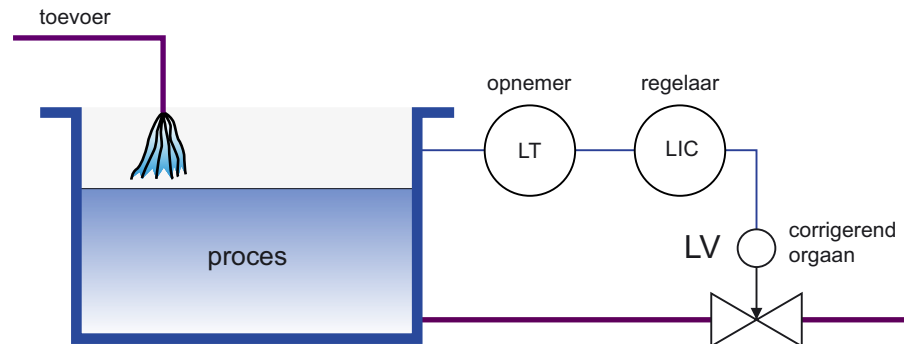 toevoer
opnemer
regelaar
LT
LIC
proces
LV
corrigerend
orgaan